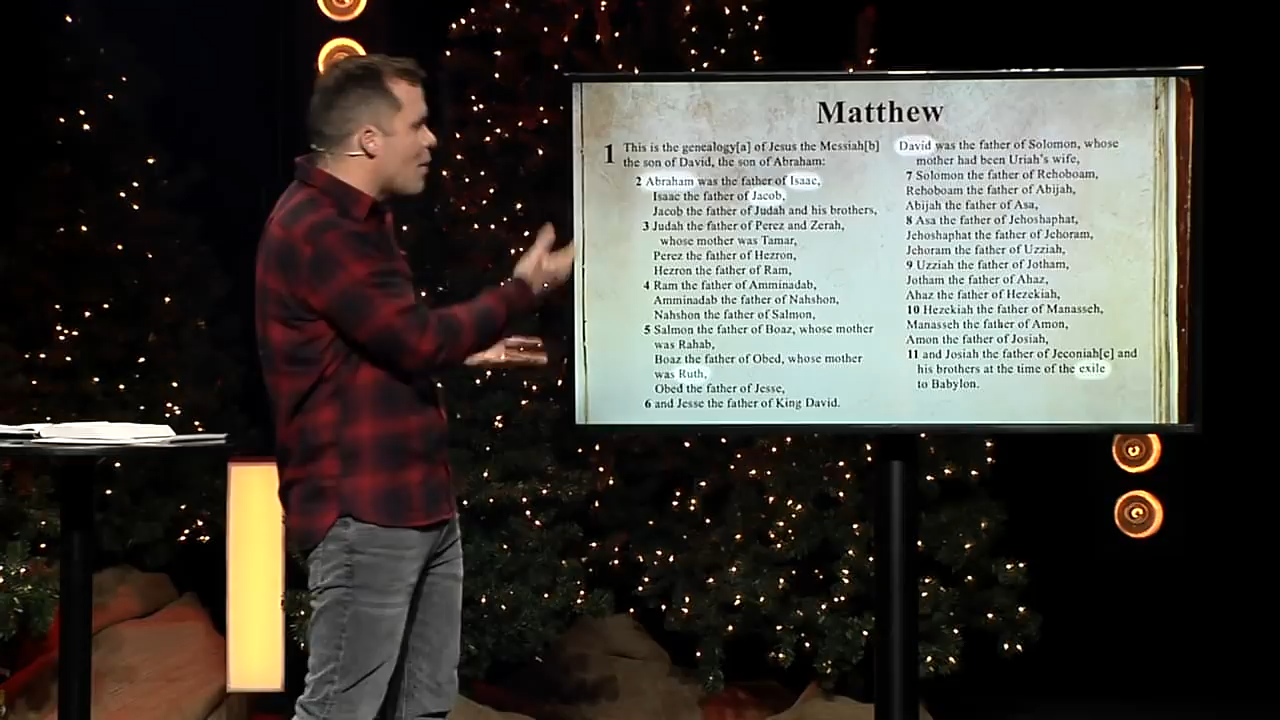 Matthew
1 This is the genealogy[a] of Jesus the Messiah[b]
the son of David, the son of Abraham:
2 Abraham was the father of Isaac,
Isaac the father of Jacob,
Jacob the father of Judah and his brothers,
3 Judah the father of Perez and Zerah,
whose mother was Tamar,
Perez the father of Hezron,
Hezron the father of Ram,
4 Ram the father of Amminadab,
Amminadab the father of Nahshon,
Nahshon the father of Salmon,
5 Salmon the father of Boaz, whose mother
was Rahab,
Boaz the father of Obed, whose mother
was Ruth,
Obed the father of Jesse,
6 and Jesse the father of King David.
David was the father of Solomon, whose
mother had been Uriah's wife,
7 Solomon the father of Rehoboam,
Rehoboam the father of Abijah,
Abijah the father of Asa,
8 Asa the father of Jehoshaphat,
Jehoshaphat the father of Jehoram,
Jehoram the father of Uzziah,
9 Uzziah the father of Jotham,
Jotham the father of Ahaz,
Ahaz the father of Hezekiah,
10 Hezekiah the father of Manasseh,
Manasseh the father of Amon,
Amon the father of Josiah,
11 and Josiah the father of Jeconiah[c] and
his brothers at the time of the exile
to Babylon.